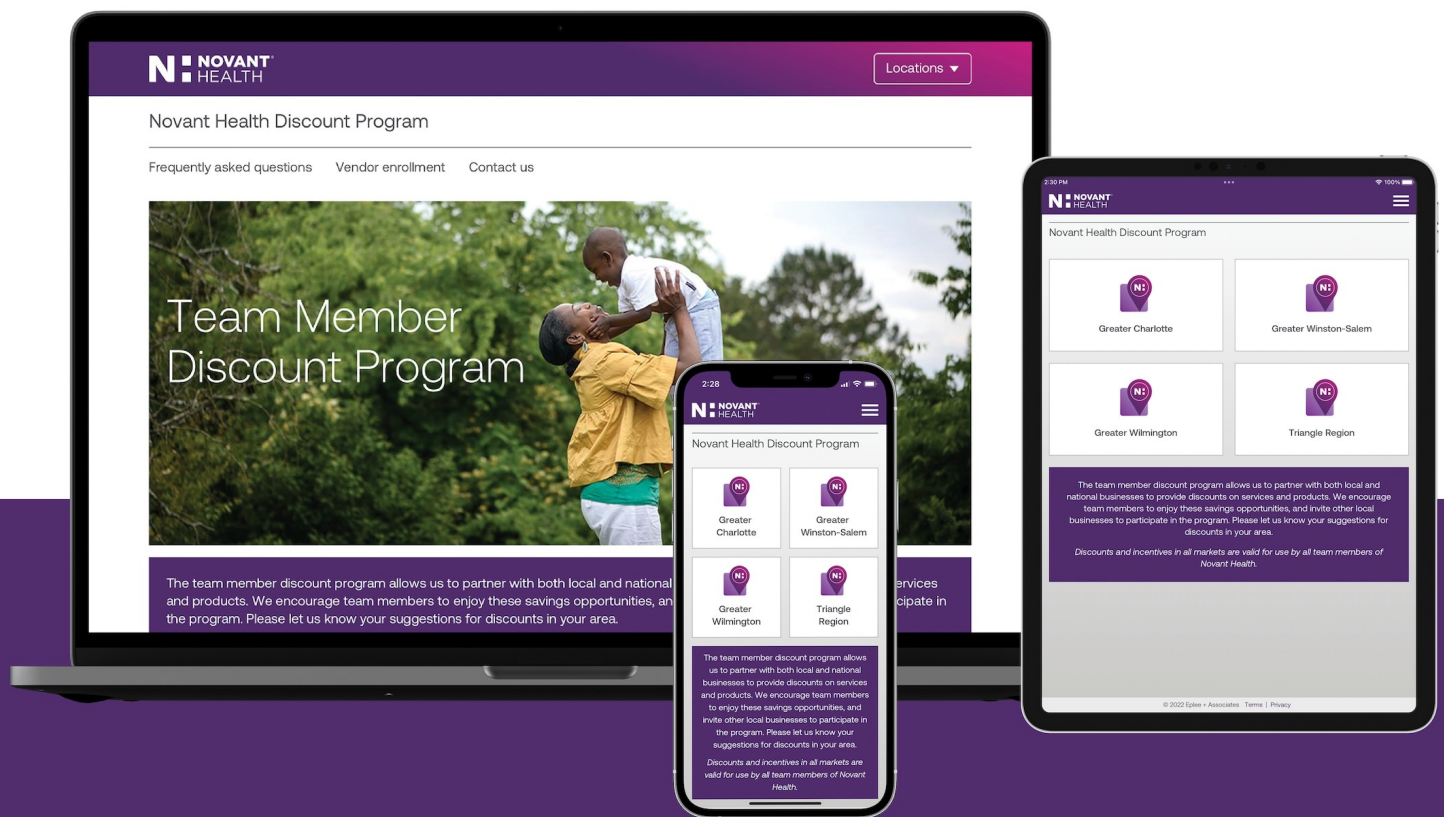 NOVANT
HEALTH
Locations
Novant Health Discount Program
Frequently asked questions Vendor enrollment Contact us
Team Member
Discount Program
The team member discount program allows us to partner with both local and national
and products. We encourage team members to enjoy these savings opportunities, an
cipate in
the program. Please let us know your suggestions for discounts in your area.
2:28
NOVANT
HEALTH
Novant Health Discount Program
Greater
Charlotte
Greater
Winston-Salem
Greater
Wilmington
Triangle
Region
The team member discount program allows
us to partner with both local and national
businesses to provide discounts on services
and products. We encourage team members
to enjoy these savings opportunities, and
invite other local businesses to participate in
the program. Please let us know your
suggestions for discounts in your area.
Discounts and incentives in all markets are
valid for use by all team members of Novant
Health.
2:30 PM
100%
NOVANT
HEALTH
Novant Health Discount Program
Greater Charlotte
Greater Winston-Salem
Greater Wilmington
Triangle Region
The team member discount program allows us to partner with both local and
national businesses to provide discounts on services and products. We encourage
team members to enjoy these savings opportunities, and invite other local
businesses to participate in the program. Please let us know your suggestions for
discounts in your area.
Discounts and incentives in all markets are valid for use by all team members of
Novant Health.
© 2022 Eplee + Associates Terms | Privacy